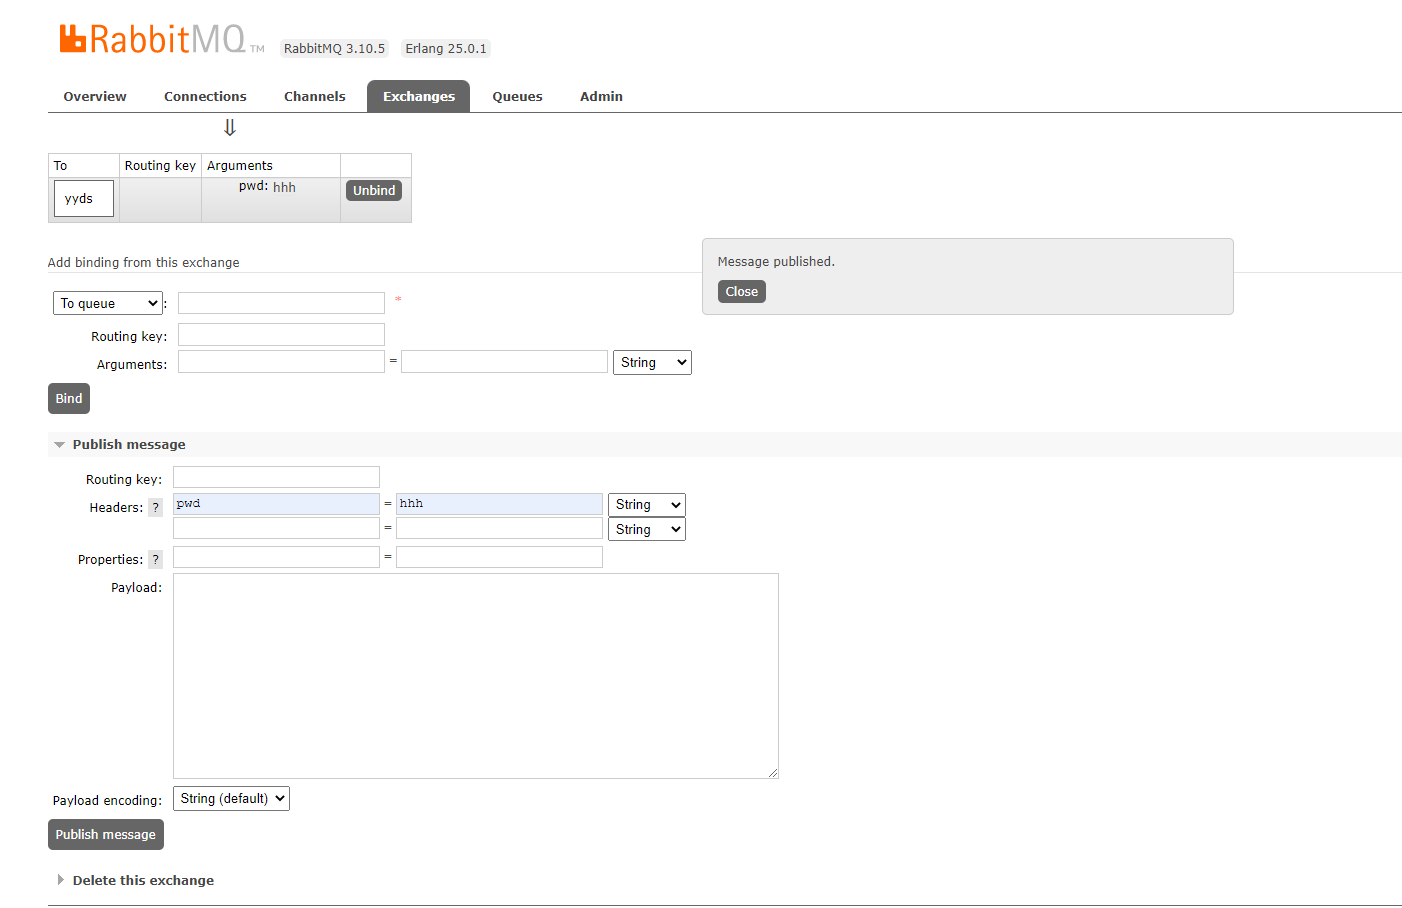 RabbitMQ TM RabbitMQ 3.10.5 Erlang 25.0.1
Overview Connections Channels Exchanges Queues Admin
⇓
To Routing key Arguments
yyds pwd: hhh Unbind
Message published.
Close
Add binding from this exchange
To queue : *
Routing key:
Arguments: = String
Bind
Publish message
Routing key:
Headers: ? pwd = hhh String
= String
Properties: ? =
Payload:
Payload encoding: String (default)
Publish message
Delete this exchange